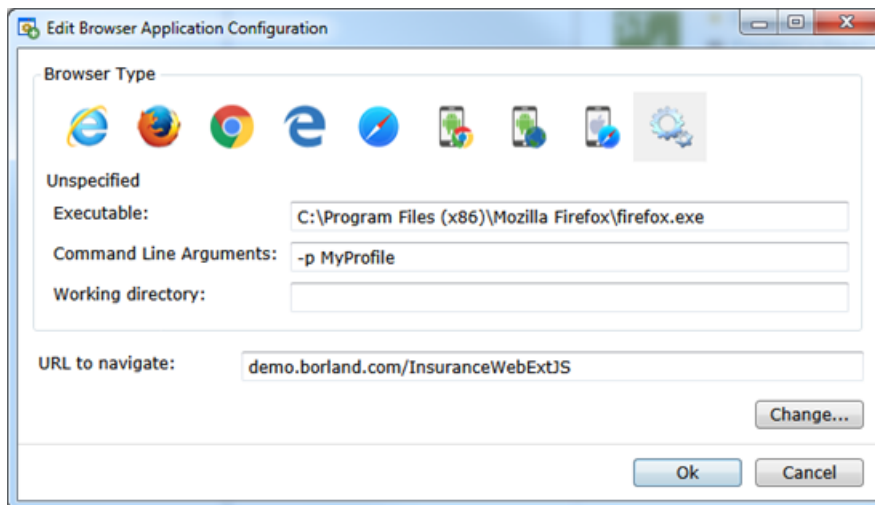 Edit Browser Application Configuration
Browser Type
Unspecified
Executable: C:\Program Files (x86)\Mozilla Firefox\firefox.exe
Command Line Arguments: -p MyProfile
Working directory:
URL to navigate: demo.borland.com/InsuranceWebExtJS
Change...
Ok Cancel